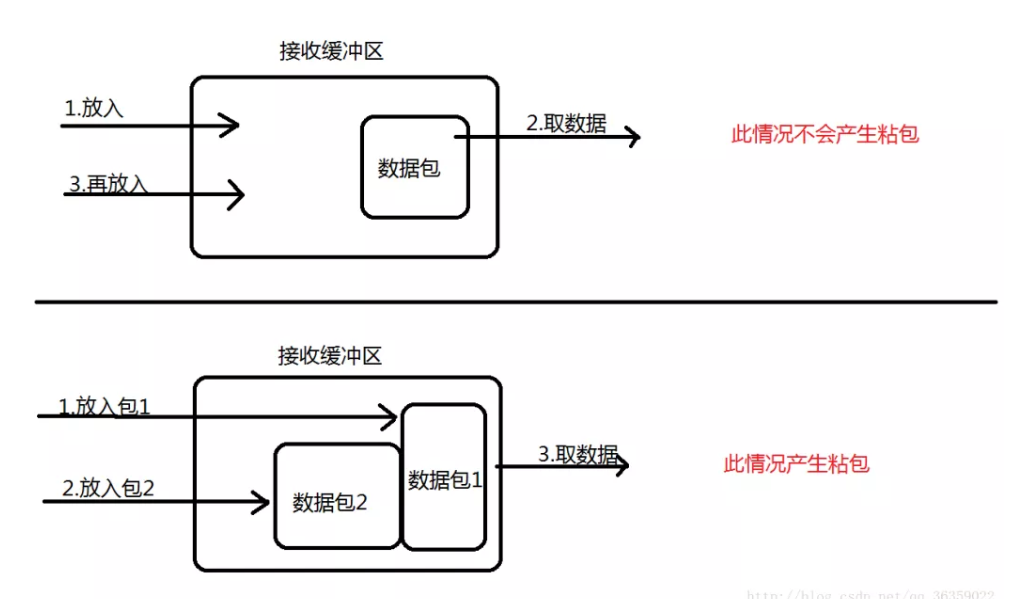 接收缓冲区
1.放入
2.取数据
此情况不会产生粘包
数据包
3.再放入
接收缓冲区
1.放入包1
3.取数据
此情况产生粘包
数据包1
2.放入包2
数据包2
http://blog.csdn.net/qq_36359022